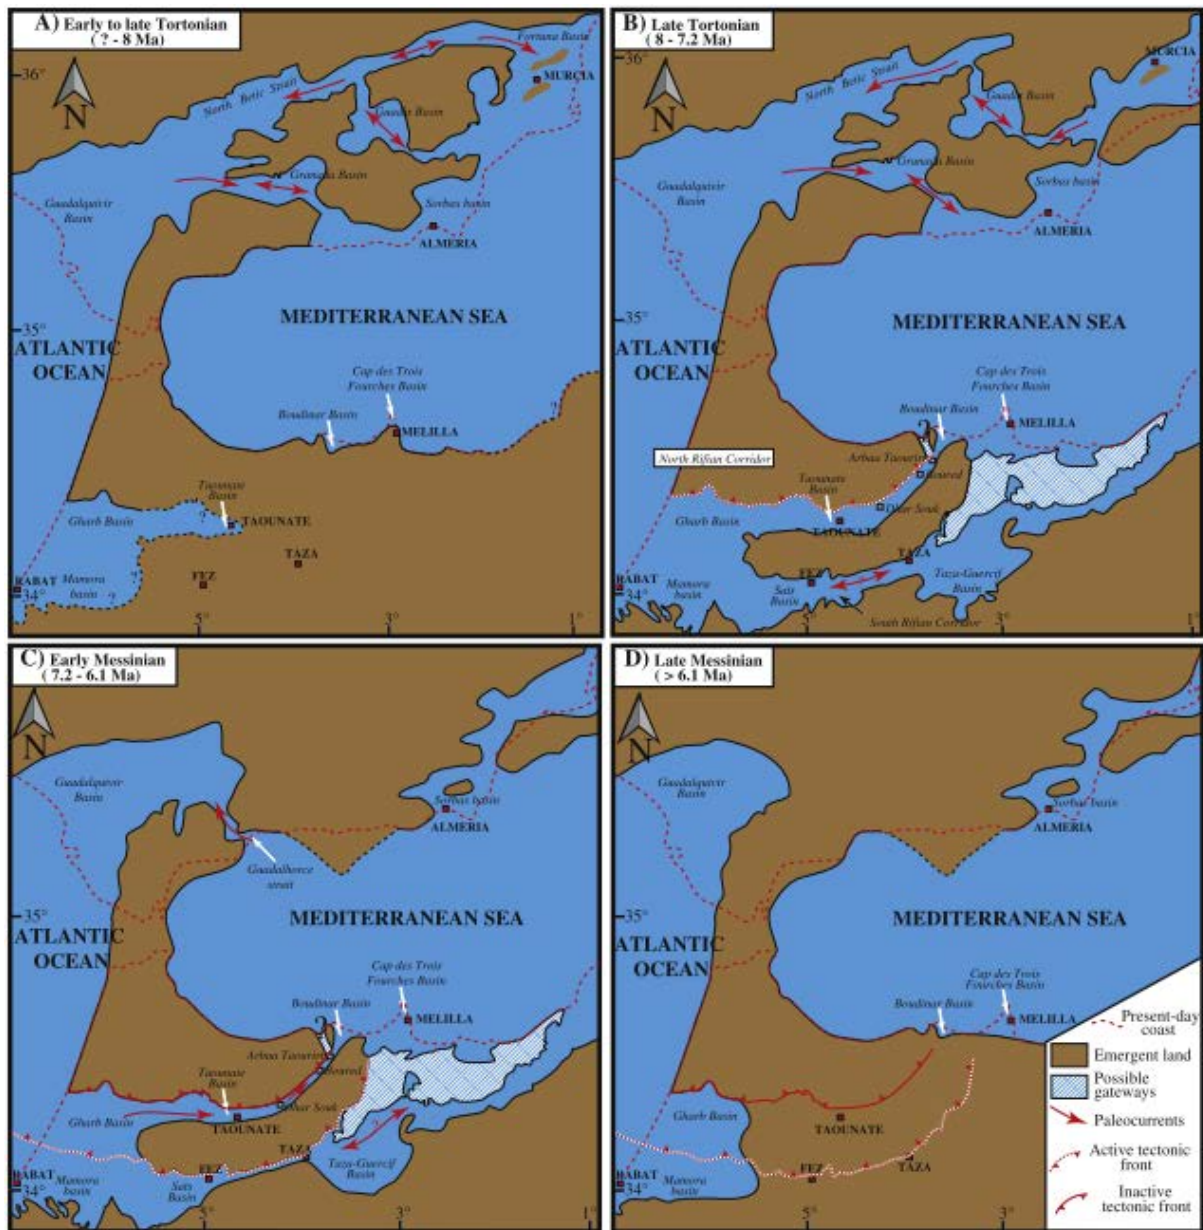 A) Early to late Tortonian
( ? - 8 Ma)
Fortuna Basin
36°
MURCIA
North Betic Strait
Guadix Basin
N
Granada Basin
Guadalquivir
Basin
Sorbas basin
ALMERIA
MEDITERRANEAN SEA
35°
ATLANTIC
OCEAN
Cap des Trois
Fourches Basin
?
Boudinar Basin
MELILLA
Taounate
Basin
?
Gharb Basin
TAOUNATE
TAZA
?
FEZ
RABAT
Mamora
basin
?
34°
5°
3°
1°
B) Late Tortonian
(8 - 7.2 Ma)
36°
MURCIA
North Betic Strait
Guadix Basin
N
Granada Basin
Guadalquivir
Basin
Sorbas basin
ALMERIA
35°
MEDITERRANEAN SEA
ATLANTIC
OCEAN
Cap des Trois
Fourches Basin
Boudinar Basin
MELILLA
?
North Rifian Corridor
Arbaa Taourirt
Boured
Taounate
Basin
Dhar Souk
Gharb Basin
TAOUNATE
TAZA
FEZ
Taza-Guercif
Basin
RABAT
Mamora
basin
Saïs
Basin
34°
South Rifian Corridor
5°
3°
1°
C) Early Messinian
(7.2 - 6.1 Ma)
N
Guadalquivir
Basin
Sorbas basin
ALMERIA
Guadalhorce
strait
35°
MEDITERRANEAN SEA
ATLANTIC
OCEAN
Cap des Trois
Fourches Basin
Boudinar Basin
MELILLA
?
Arbaa Taourirt
Boured
Taounate
Basin
Dhar Souk
Gharb Basin
TAOUNATE
?
TAZA
FEZ
Taza-Guercif
Basin
RABAT
Mamora
basin
Saïs
Basin
34°
5°
3°
1°
D) Late Messinian
( > 6.1 Ma)
N
Guadalquivir
Basin
Sorbas basin
ALMERIA
35°
MEDITERRANEAN SEA
ATLANTIC
OCEAN
Cap des Trois
Fourches Basin
Boudinar Basin
MELILLA
Gharb Basin
TAOUNATE
TAZA
FEZ
RABAT
Mamora
basin
34°
5°
3°
Present-day
coast
Emergent land
Possible
gateways
Paleocurrents
Active tectonic
front
Inactive
tectonic front